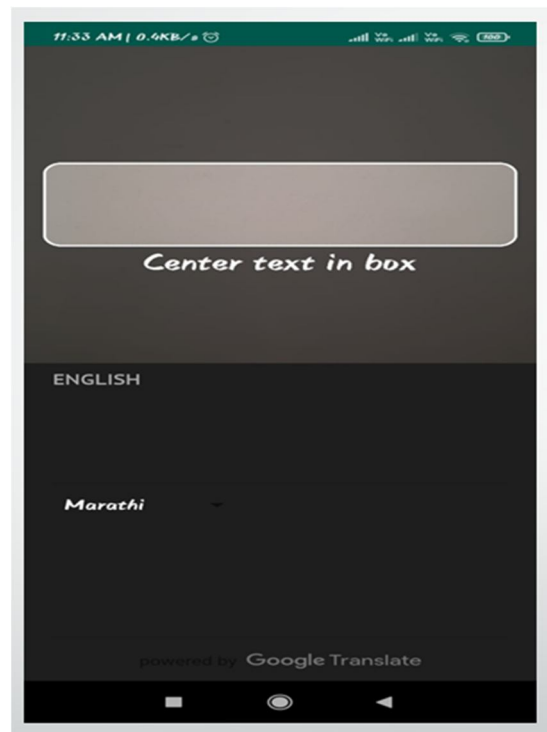 11:33 AM | 0.4KB/s
Center text in box
ENGLISH
Marathi
powered by Google Translate